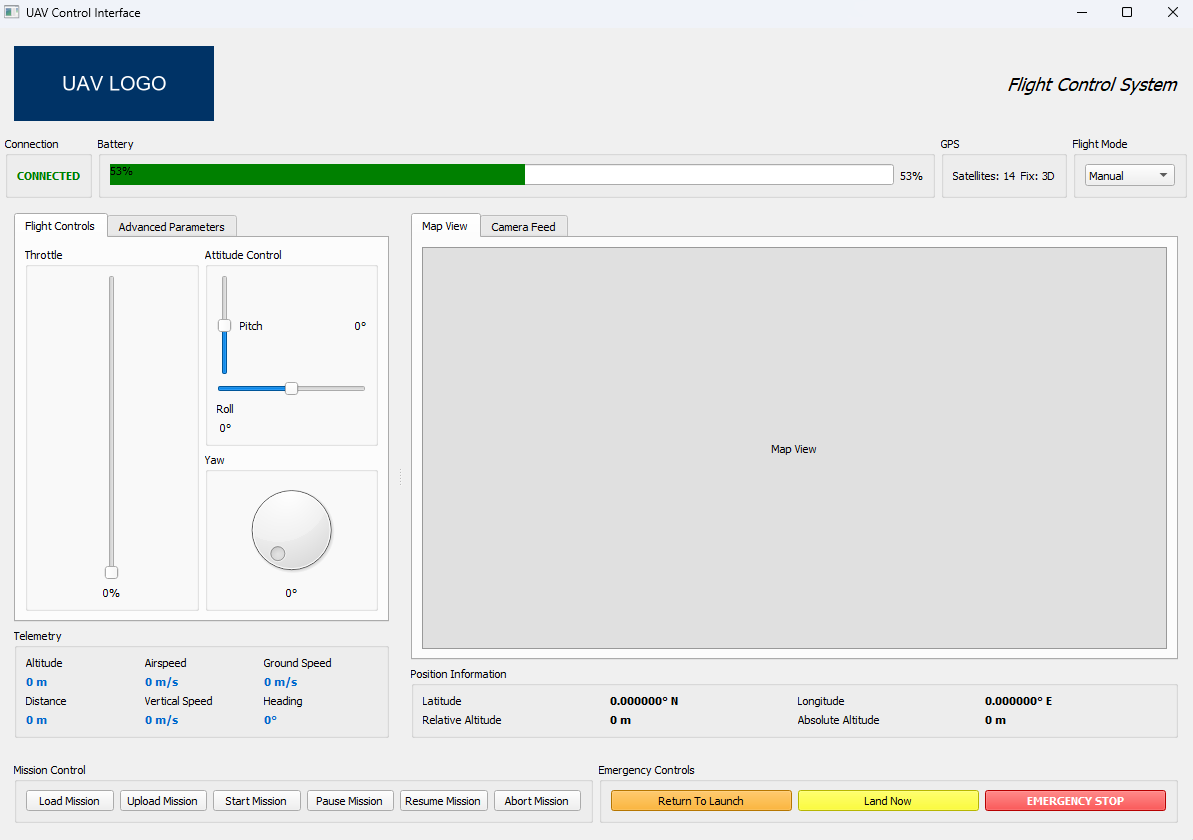 UAV Control Interface
UAV LOGO
Flight Control System
Connection
CONNECTED
Battery
53%
53%
GPS
Satellites: 14 Fix: 3D
Flight Mode
Manual
Flight Controls
Advanced Parameters
Throttle
0%
Attitude Control
Pitch
0°
Roll
0°
Yaw
0°
Map View
Camera Feed
Map View
Telemetry
Altitude Airspeed Ground Speed
0 m 0 m/s 0 m/s
Distance Vertical Speed Heading
0 m 0 m/s 0°
Position Information
Latitude 0.000000° N Longitude 0.000000° E
Relative Altitude 0 m Absolute Altitude 0 m
Mission Control
Load Mission Upload Mission Start Mission Pause Mission Resume Mission Abort Mission
Emergency Controls
Return To Launch Land Now EMERGENCY STOP